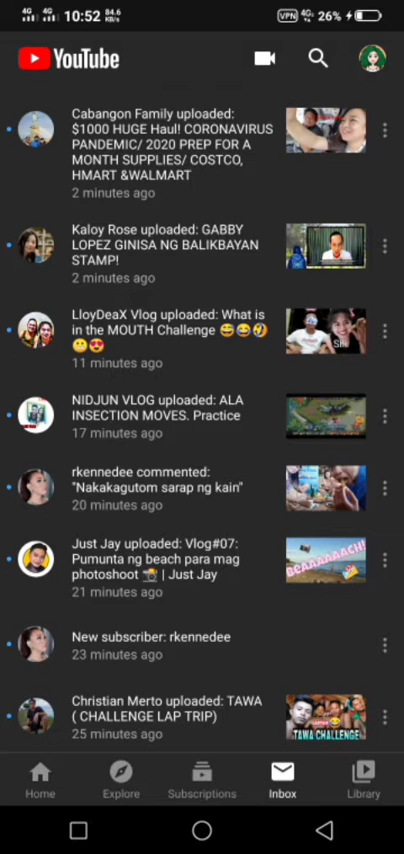 4G 4G 10:52 84.6 KB/s VPN 4G 26%
YouTube
Cabangon Family uploaded:
$1000 HUGE Haul! CORONAVIRUS
PANDEMIC/ 2020 PREP FOR A
MONTH SUPPLIES/ COSTCO,
HMART &WALMART
2 minutes ago
Kaloy Rose uploaded: GABBY
LOPEZ GINISA NG BALIKBAYAN
STAMP!
2 minutes ago
LloyDeaX Vlog uploaded: What is
in the MOUTH Challenge 😅😂🤣
😬😍
11 minutes ago
NIDJUN VLOG uploaded: ALA
INSECTION MOVES. Practice
17 minutes ago
rkennedee commented:
"Nakakagutom sarap ng kain"
20 minutes ago
Just Jay uploaded: Vlog#07:
Pumunta ng beach para mag
photoshoot 📸 | Just Jay
21 minutes ago
BEAAAAAACH!
New subscriber: rkennedee
23 minutes ago
Christian Merto uploaded: TAWA
( CHALLENGE LAP TRIP)
25 minutes ago
TAWA CHALLENGE
Home Explore Subscriptions Inbox Library